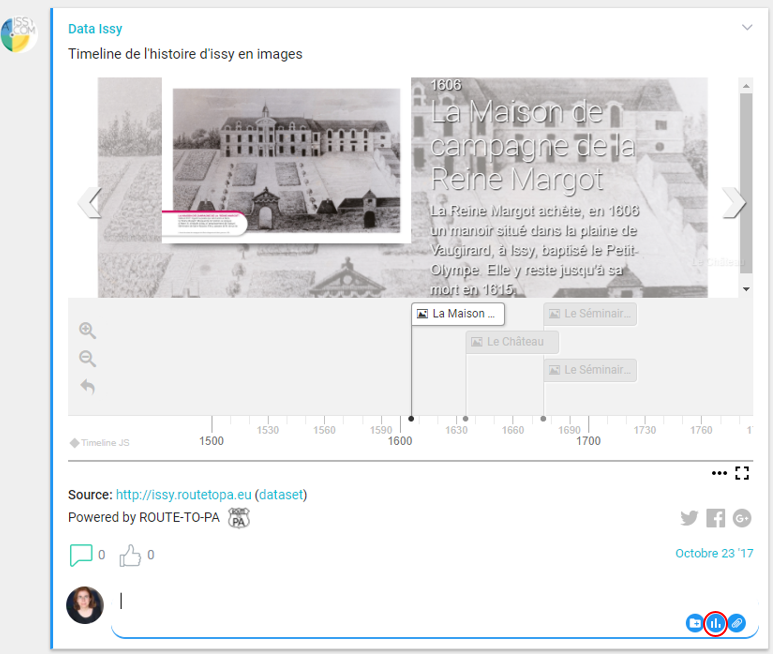 ISSY
.COM
Data Issy
Timeline de l'histoire d'issy en images
1606
La Maison de
campagne de la
Reine Margot
La Reine Margot achète, en 1606
un manoir situé dans la plaine de
Vaugirard, à Issy, baptisé le Petit-
Olympe. Elle y reste jusqu'à sa
mort en 1615.
Le Château
La Maison ...
Le Séminair...
Le Château
Le Séminair...
1530 1560 1590 1630 1660 1690 1730 1760
1500 1600 1700
Timeline JS
Source: http://issy.routetopa.eu (dataset)
Powered by ROUTE-TO-PA
PA
0 0
Octobre 23 '17